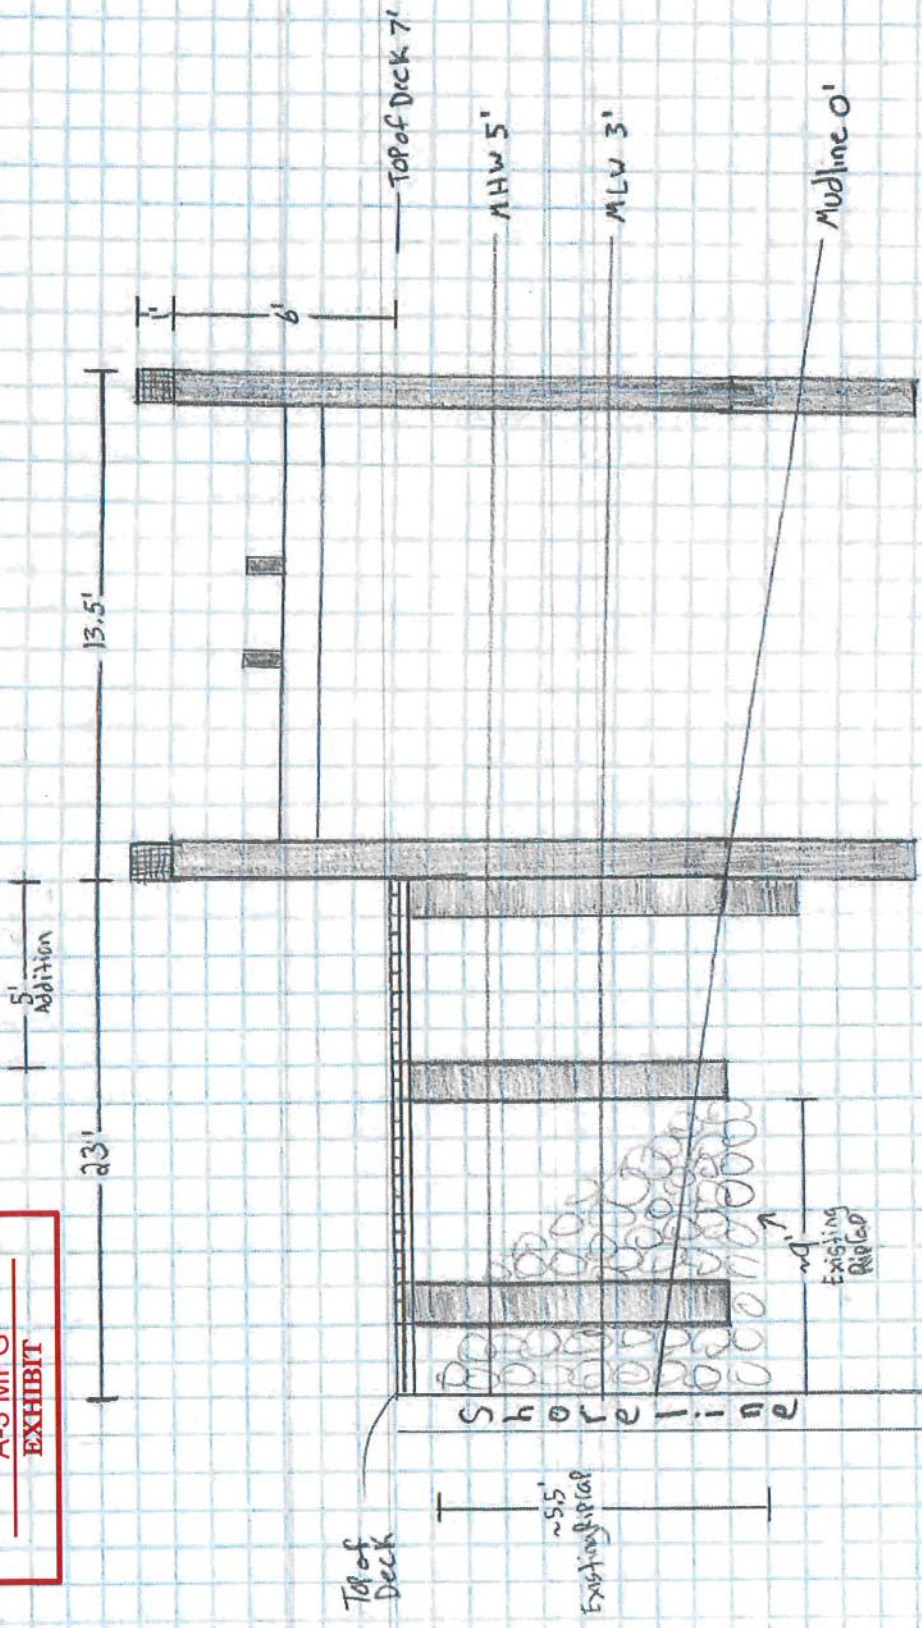 EXHIBIT
5'
Addition
23'
13.5'
1'
6'
Top of Deck 7'
MHW 5'
MLW 3'
Mudline 0'
Top of
Deck
Shoreline
~5.5'
Existing Riprap
~9'
Existing
RipRap